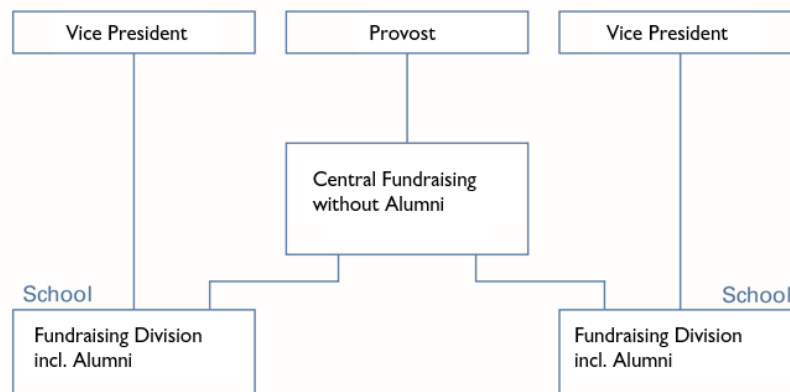 Vice President
Provost
Vice President
Central Fundraising
without Alumni
School
School
Fundraising Division
incl. Alumni
Fundraising Division
incl. Alumni